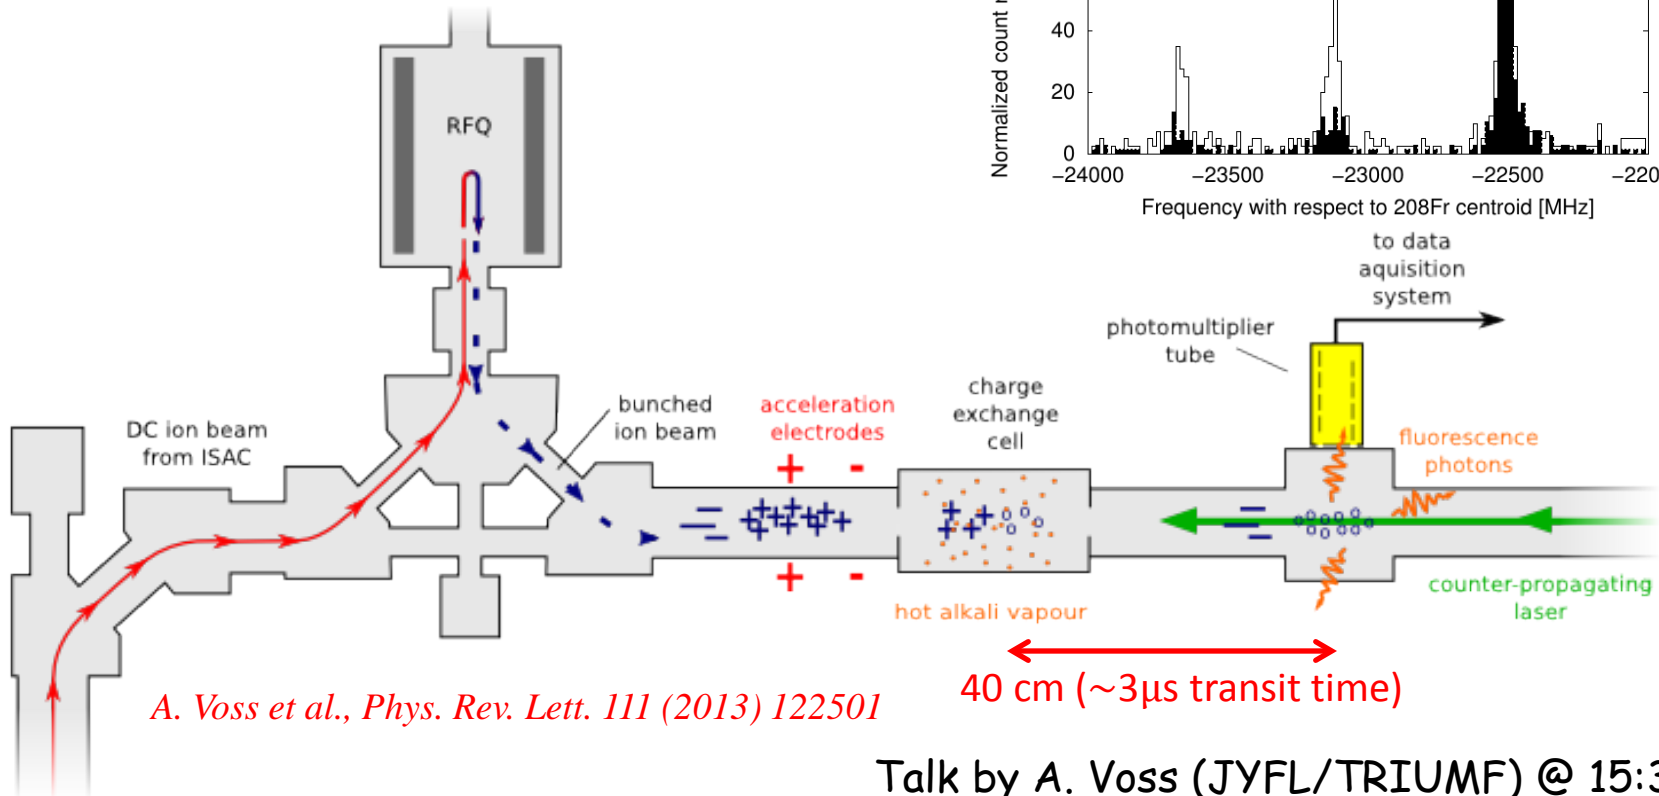 40
20
0
Normalized count
−24000
−23500
−23000
−22500
Frequency with respect to 208Fr centroid [MHz]
RFQ
to data
aquisition
system
photomultiplier
tube
charge
exchange
cell
DC ion beam
from ISAC
bunched
ion beam
acceleration
electrodes
+ -
fluorescence
photons
+ -
hot alkali vapour
counter-propagating
laser
40 cm (~3μs transit time)
A. Voss et al., Phys. Rev. Lett. 111 (2013) 122501
Talk by A. Voss (JYFL/TRIUMF) @ 15:3